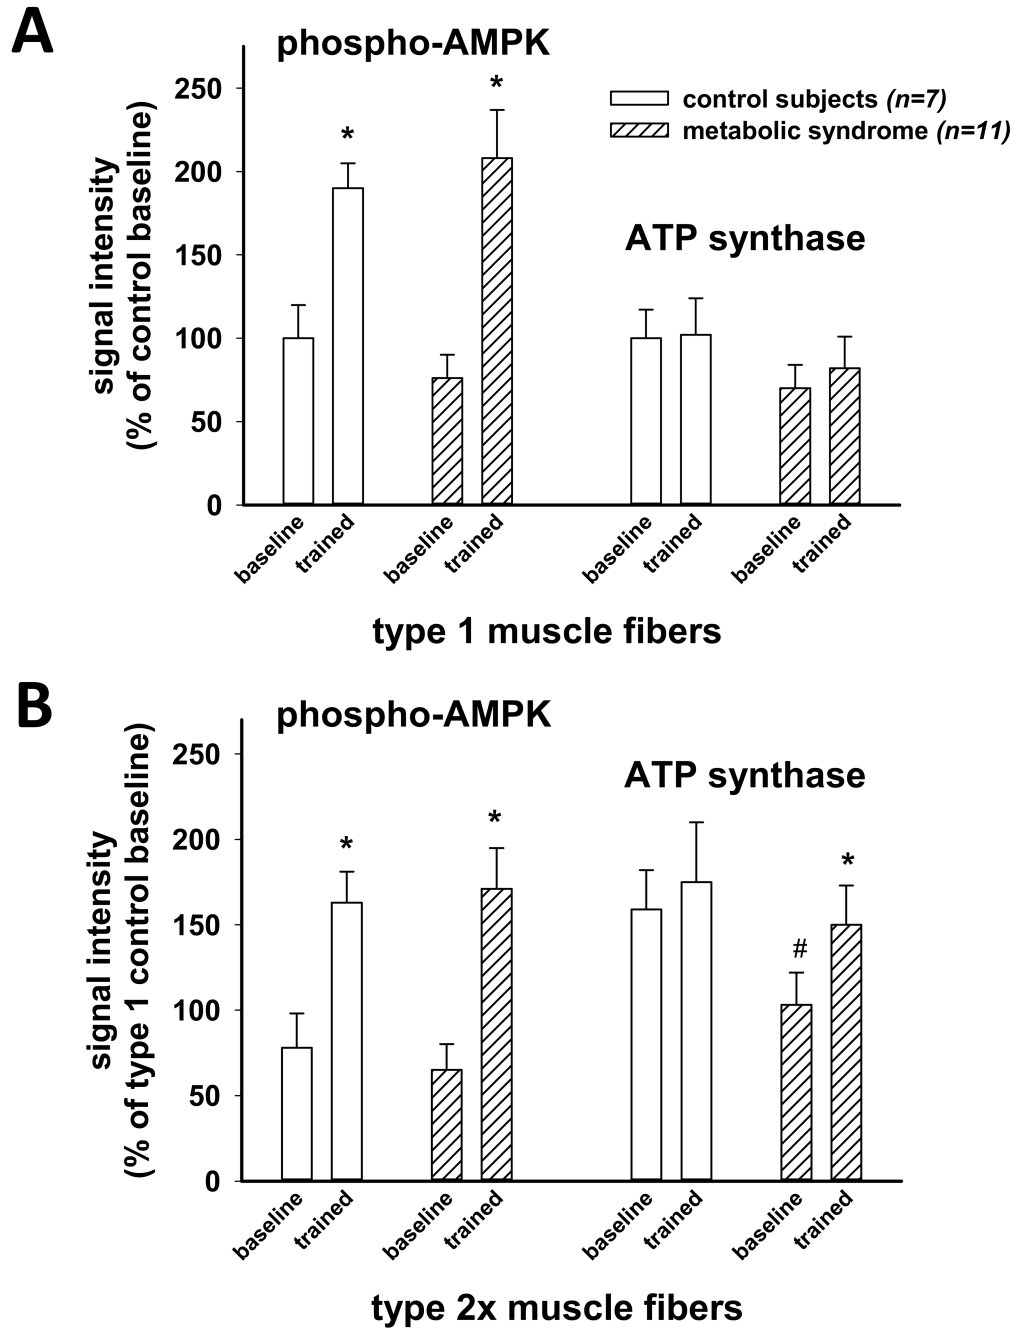 A
phospho-AMPK
control subjects (n=7)
metabolic syndrome (n=11)
signal intensity
(% of control baseline)
250
200
150
100
50
0
*
*
ATP synthase
baseline
trained
baseline
trained
baseline
trained
baseline
trained
type 1 muscle fibers
B
phospho-AMPK
signal intensity
(% of type 1 control baseline)
250
200
150
100
50
0
*
*
ATP synthase
#
*
baseline
trained
baseline
trained
baseline
trained
baseline
trained
type 2x muscle fibers